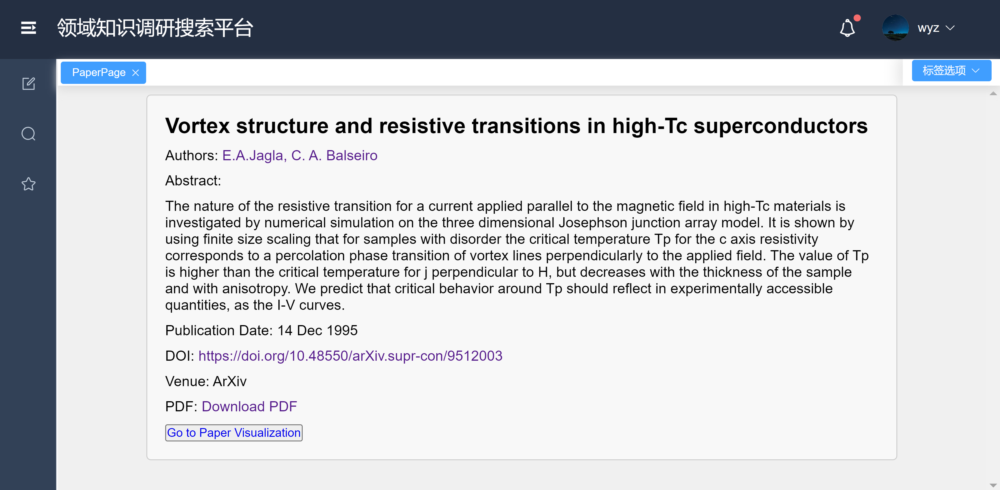 领域知识调研搜索平台
wyz
PaperPage
标签选项
Vortex structure and resistive transitions in high-Tc superconductors
Authors: E.A.Jagla, C. A. Balseiro
Abstract:
The nature of the resistive transition for a current applied parallel to the magnetic field in high-Tc materials is
investigated by numerical simulation on the three dimensional Josephson junction array model. It is shown by
using finite size scaling that for samples with disorder the critical temperature Tp for the c axis resistivity
corresponds to a percolation phase transition of vortex lines perpendicularly to the applied field. The value of Tp
is higher than the critical temperature for j perpendicular to H, but decreases with the thickness of the sample
and with anisotropy. We predict that critical behavior around Tp should reflect in experimentally accessible
quantities, as the I-V curves.
Publication Date: 14 Dec 1995
DOI: https://doi.org/10.48550/arXiv.supr-con/9512003
Venue: ArXiv
PDF: Download PDF
Go to Paper Visualization